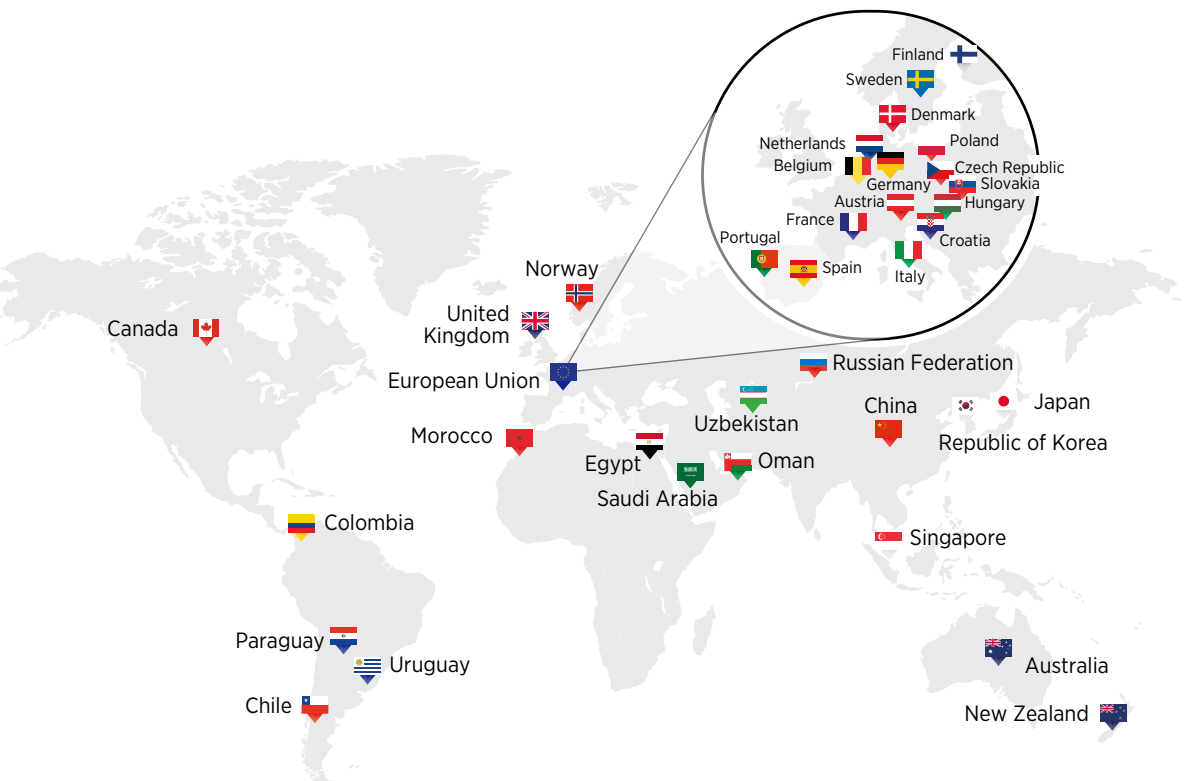 Finland
Sweden
Denmark
Netherlands
Poland
Belgium
Czech Republic
Germany
Slovakia
Austria
Hungary
France
Croatia
Portugal
Spain
Italy
Norway
United
Kingdom
Canada
European Union
Russian Federation
Uzbekistan
China
Japan
Republic of Korea
Morocco
Egypt
Oman
Saudi Arabia
Colombia
Singapore
Paraguay
Uruguay
Australia
Chile
New Zealand